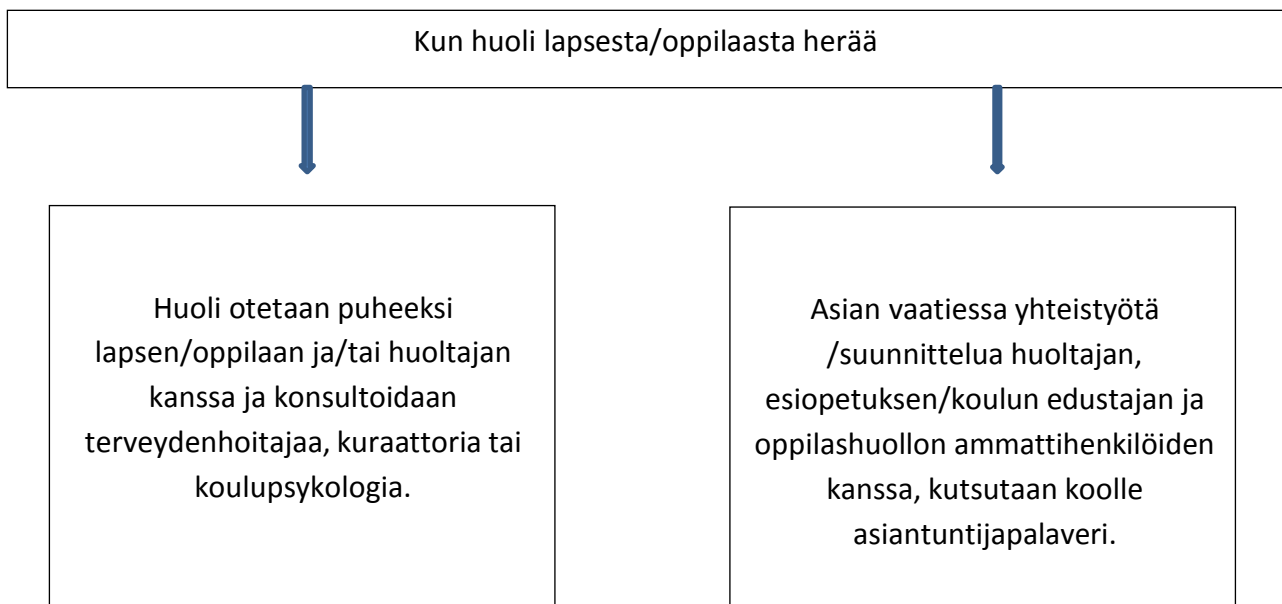 Kun huoli lapsesta/oppilaasta herää
Huoli otetaan puheeksi
lapsen/oppilaan ja/tai huoltajan
kanssa ja konsultoidaan
terveydenhoitajaa, kuraattoria tai
koulupsykologia.
Asian vaatiessa yhteistyötä
/suunnittelua huoltajan,
esiopetuksen/koulun edustajan ja
oppilashuollon ammattihenkilöiden
kanssa, kutsutaan koolle
asiantuntijapalaveri.